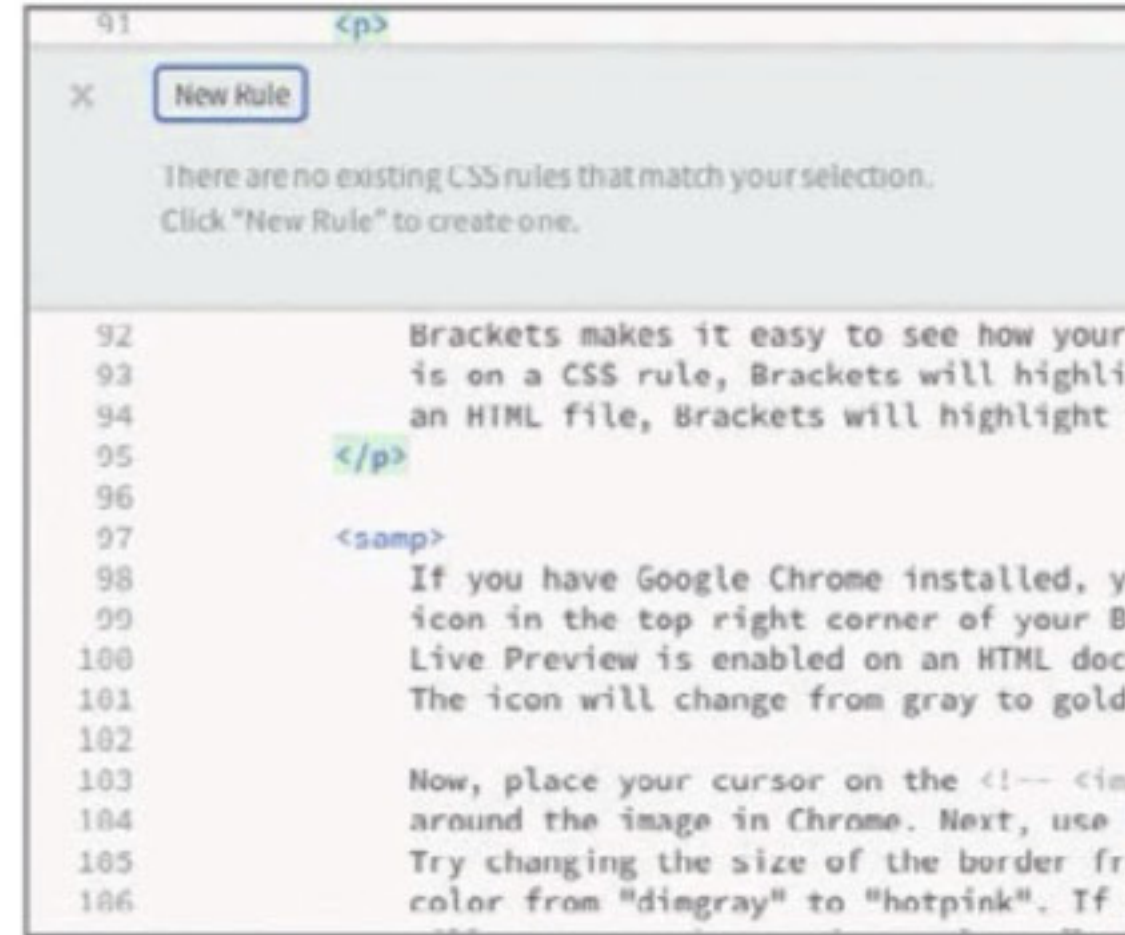 91 <p>
X New Rule
There are no existing CSS rules that match your selection.
Click "New Rule" to create one.
92 Brackets makes it easy to see how your
93 is on a CSS rule, Brackets will highli
94 an HTML file, Brackets will highlight
95 </p>
96
97 <samp>
98 If you have Google Chrome installed, y
99 icon in the top right corner of your B
100 Live Preview is enabled on an HTML doc
101 The icon will change from gray to gold
102
103 Now, place your cursor on the <!-- <im
104 around the image in Chrome. Next, use
105 Try changing the size of the border fr
106 color from "dimgray" to "hotpink". If